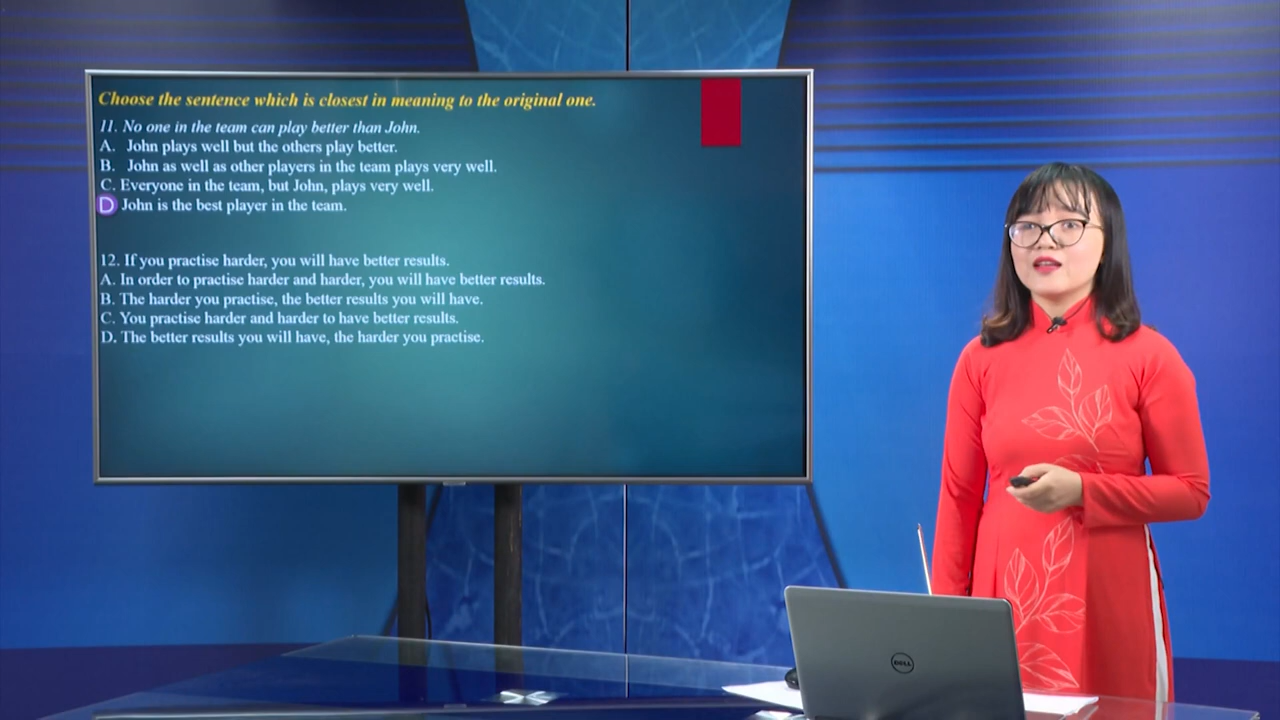 Choose the sentence which is closest in meaning to the original one.
11. No one in the team can play better than John.
A. John plays well but the others play better.
B. John as well as other players in the team plays very well.
C. Everyone in the team, but John, plays very well.
D John is the best player in the team.
12. If you practise harder, you will have better results.
A. In order to practise harder and harder, you will have better results.
B. The harder you practise, the better results you will have.
C. You practise harder and harder to have better results.
D. The better results you will have, the harder you practise.
DELL